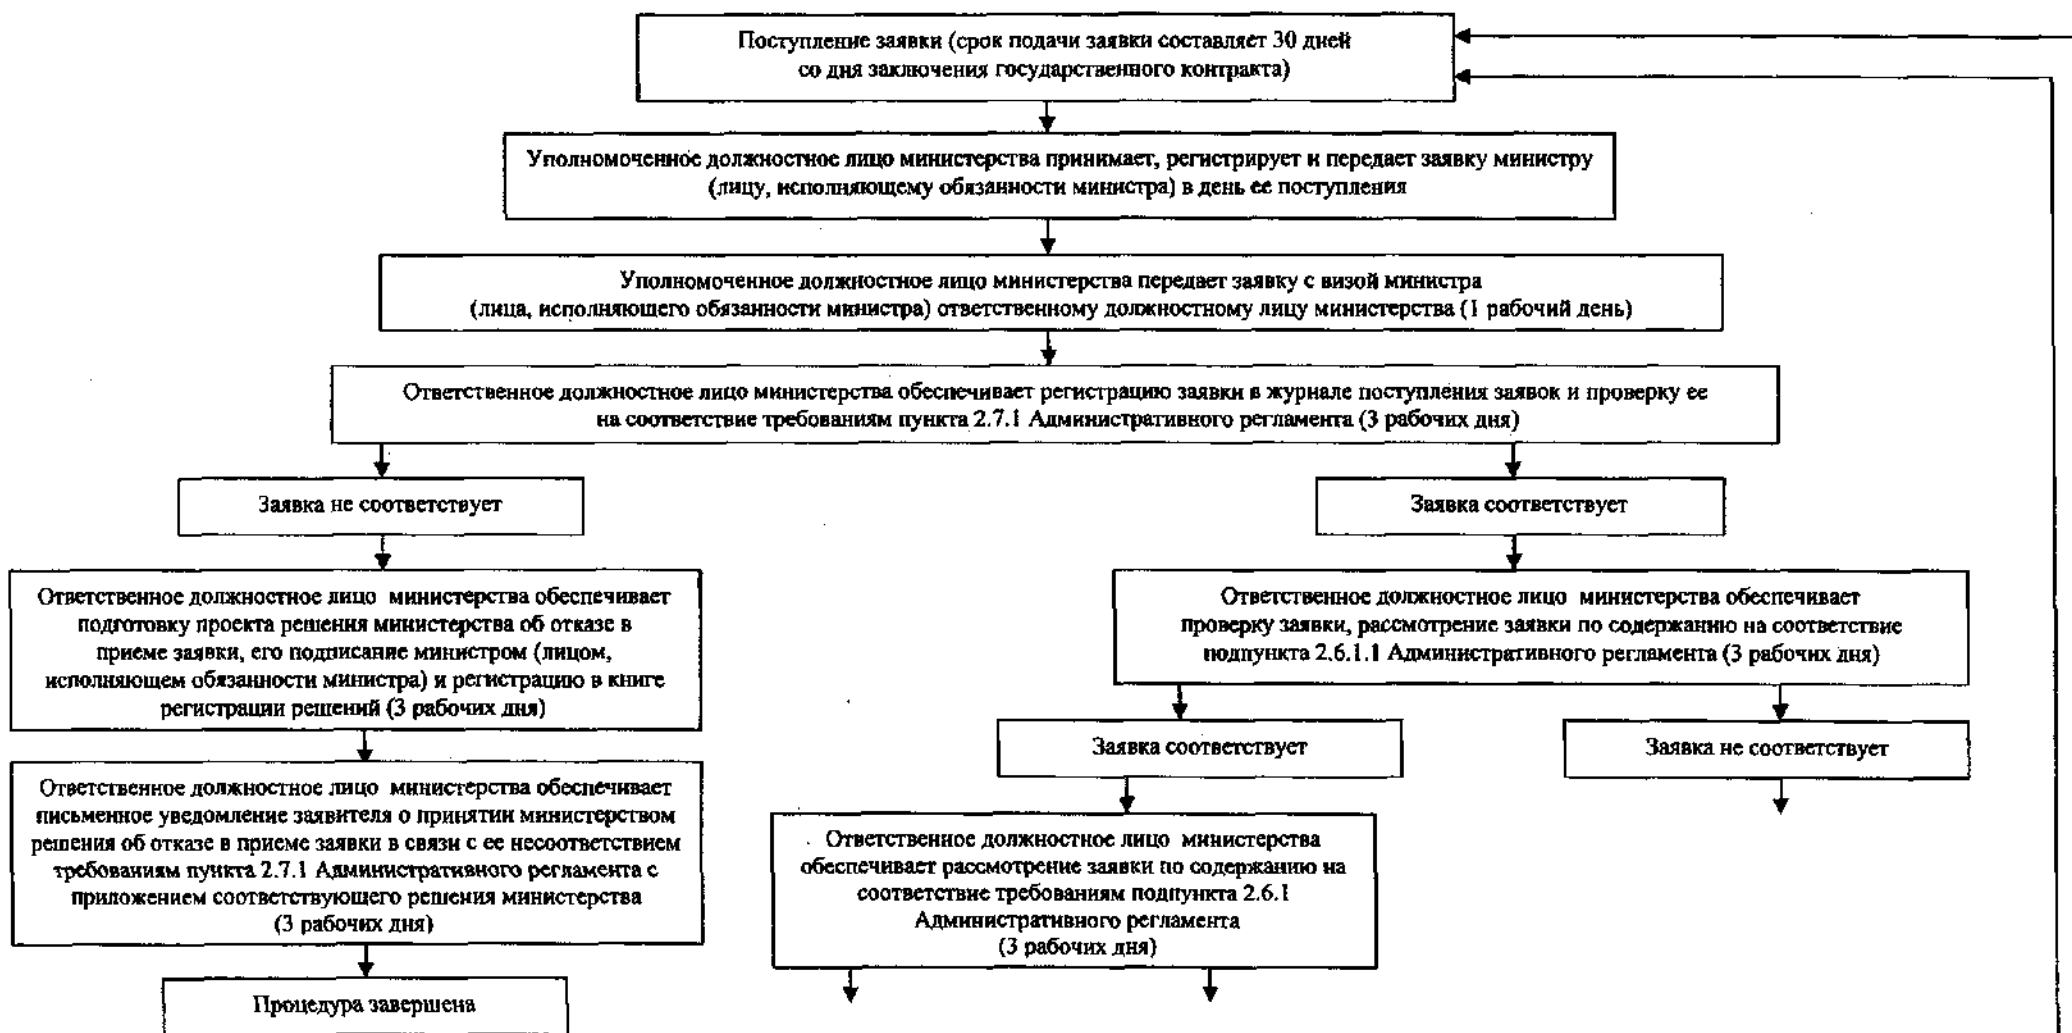 Поступление заявки (срок подачи заявки составляет 30 дней
со дня заключения государственного контракта)
Уполномоченное должностное лицо министерства принимает, регистрирует и передает заявку министру
(лицу, исполняющему обязанности министра) в день ее поступления
Уполномоченное должностное лицо министерства передает заявку с визой министра
(лица, исполняющего обязанности министра) ответственному должностному лицу министерства (1 рабочий день)
Ответственное должностное лицо министерства обеспечивает регистрацию заявки в журнале поступления заявок и проверку ее
на соответствие требованиям пункта 2.7.1 Административного регламента (3 рабочих дня)
Заявка не соответствует
Заявка соответствует
Ответственное должностное лицо министерства обеспечивает
подготовку проекта решения министерства об отказе в
приеме заявки, его подписание министром (лицом,
исполняющем обязанности министра) и регистрацию в книге
регистрации решений (3 рабочих дня)
Ответственное должностное лицо министерства обеспечивает
проверку заявки, рассмотрение заявки по содержанию на соответствие
подпункта 2.6.1.1 Административного регламента (3 рабочих дня)
Заявка соответствует
Заявка не соответствует
Ответственное должностное лицо министерства обеспечивает
письменное уведомление заявителя о принятии министерством
решения об отказе в приеме заявки в связи с ее несоответствием
требованиям пункта 2.7.1 Административного регламента с
приложением соответствующего решения министерства
(3 рабочих дня)
Ответственное должностное лицо министерства
обеспечивает рассмотрение заявки по содержанию на
соответствие требованиям подпункта 2.6.1
Административного регламента
(3 рабочих дня)
Процедура завершена